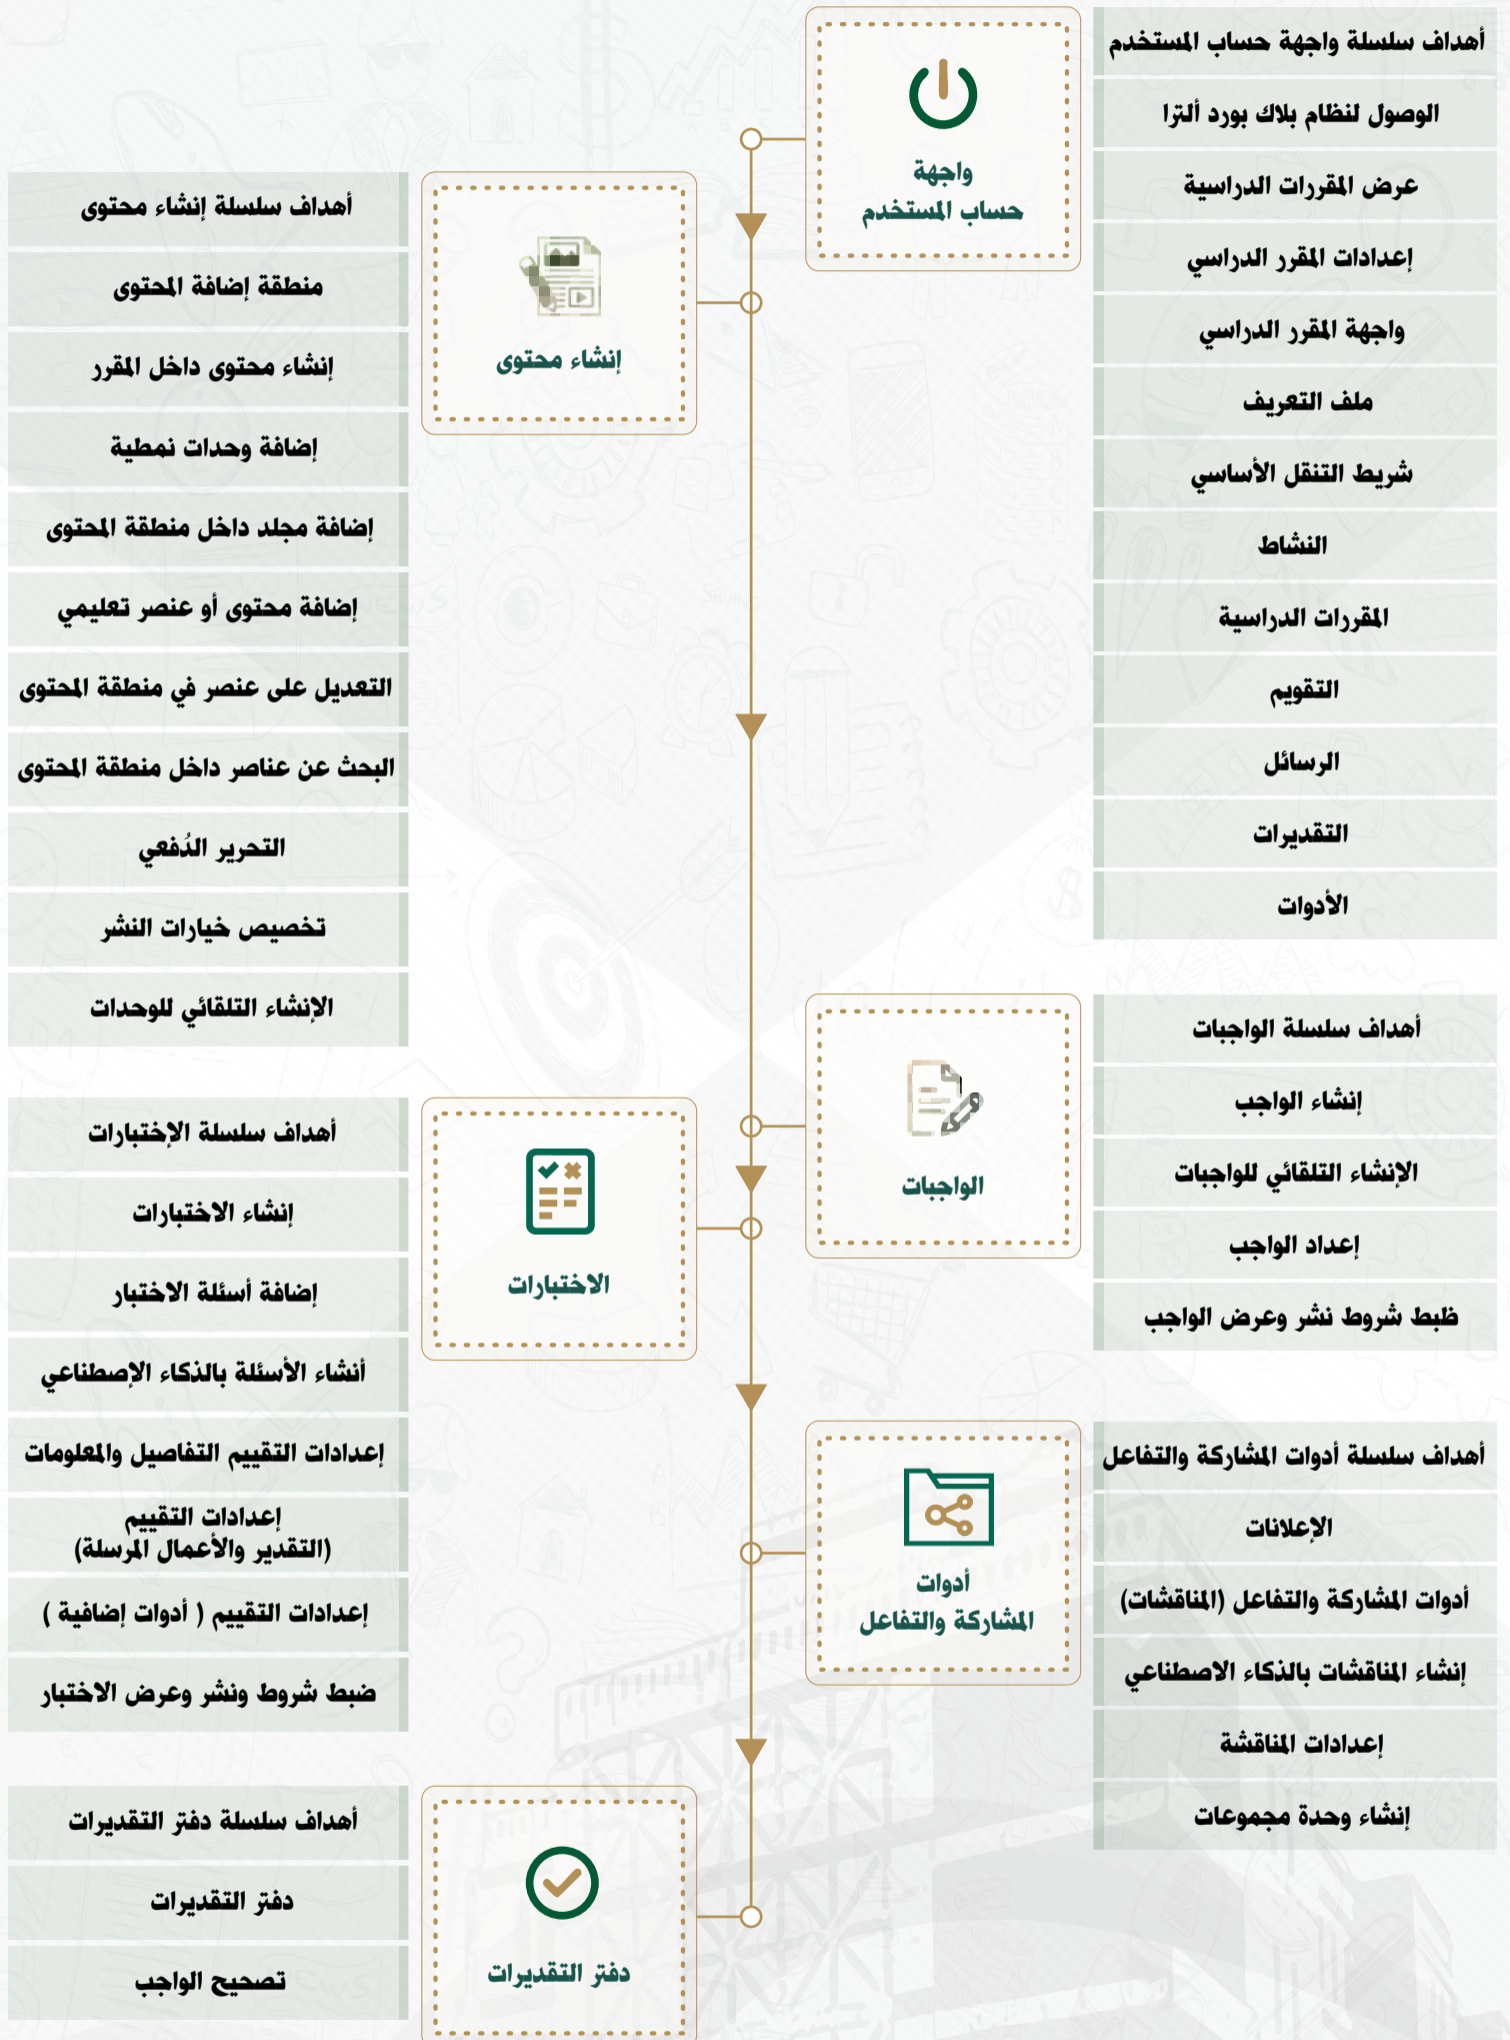 واجهة
حساب المستخدم
أهداف سلسلة واجهة حساب المستخدم
الوصول لنظام بلاك بورد ألترا
عرض المقررات الدراسية
إعدادات المقرر الدراسي
واجهة المقرر الدراسي
ملف التعريف
شريط التنقل الأساسي
النشاط
المقررات الدراسية
التقويم
الرسائل
التقديرات
الأدوات
إنشاء محتوى
أهداف سلسلة إنشاء محتوى
منطقة إضافة المحتوى
إنشاء محتوى داخل المقرر
إضافة وحدات نمطية
إضافة مجلد داخل منطقة المحتوى
إضافة محتوى أو عنصر تعليمي
التعديل على عنصر في منطقة المحتوى
البحث عن عناصر داخل منطقة المحتوى
التحرير الدُفعي
تخصيص خيارات النشر
الإنشاء التلقائي للوحدات
الواجبات
أهداف سلسلة الواجبات
إنشاء الواجب
الإنشاء التلقائي للواجبات
إعداد الواجب
ظبط شروط نشر وعرض الواجب
الاختبارات
أهداف سلسلة الإختبارات
إنشاء الاختبارات
إضافة أسئلة الاختبار
أنشاء الأسئلة بالذكاء الإصطناعي
إعدادات التقييم التفاصيل والمعلومات
إعدادات التقييم
(التقدير والأعمال المرسلة)
إعدادات التقييم ( أدوات إضافية )
ضبط شروط ونشر وعرض الاختبار
أدوات
المشاركة والتفاعل
أهداف سلسلة أدوات المشاركة والتفاعل
الإعلانات
أدوات المشاركة والتفاعل (المناقشات)
إنشاء المناقشات بالذكاء الاصطناعي
إعدادات المناقشة
إنشاء وحدة مجموعات
دفتر التقديرات
أهداف سلسلة دفتر التقديرات
دفتر التقديرات
تصحيح الواجب